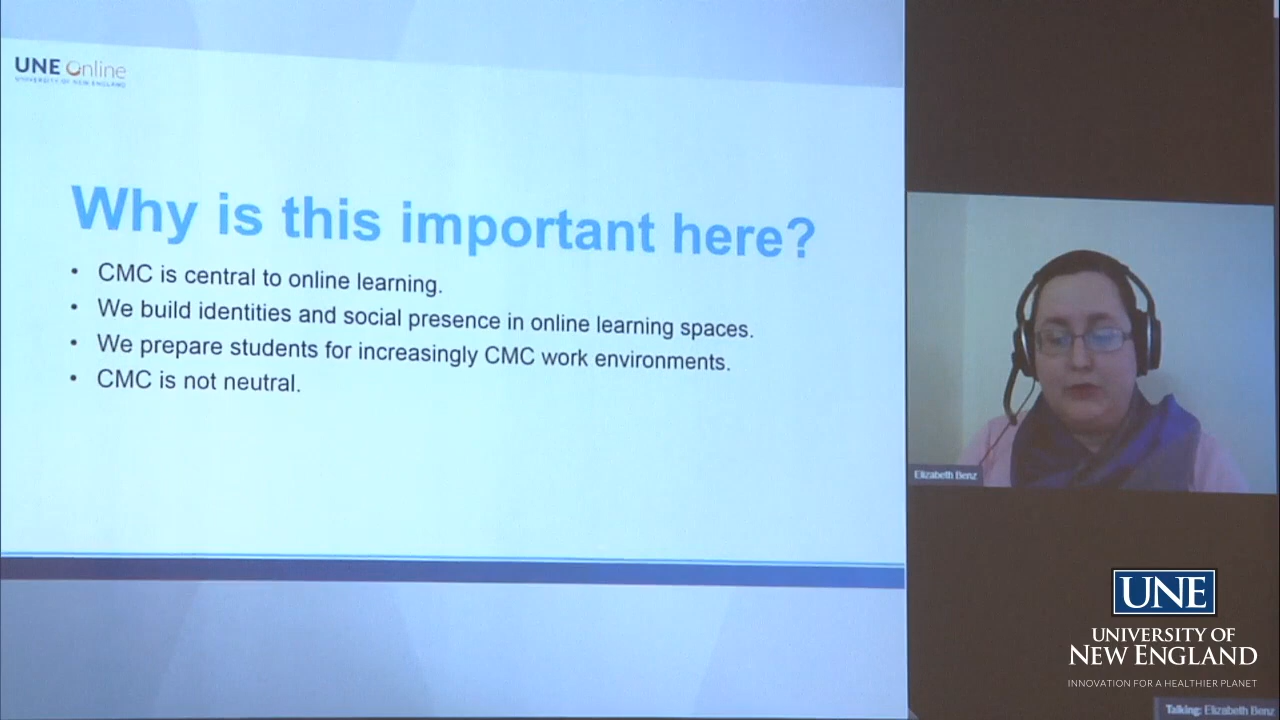 UNE Online
UNIVERSITY OF NEW ENGLAND
Why is this important here?
• CMC is central to online learning.
• We build identities and social presence in online learning spaces.
• We prepare students for increasingly CMC work environments.
• CMC is not neutral.
Elizabeth Benz
UNE
UNIVERSITY OF
NEW ENGLAND
INNOVATION FOR A HEALTHIER PLANET
Talking: Elizabeth Benz